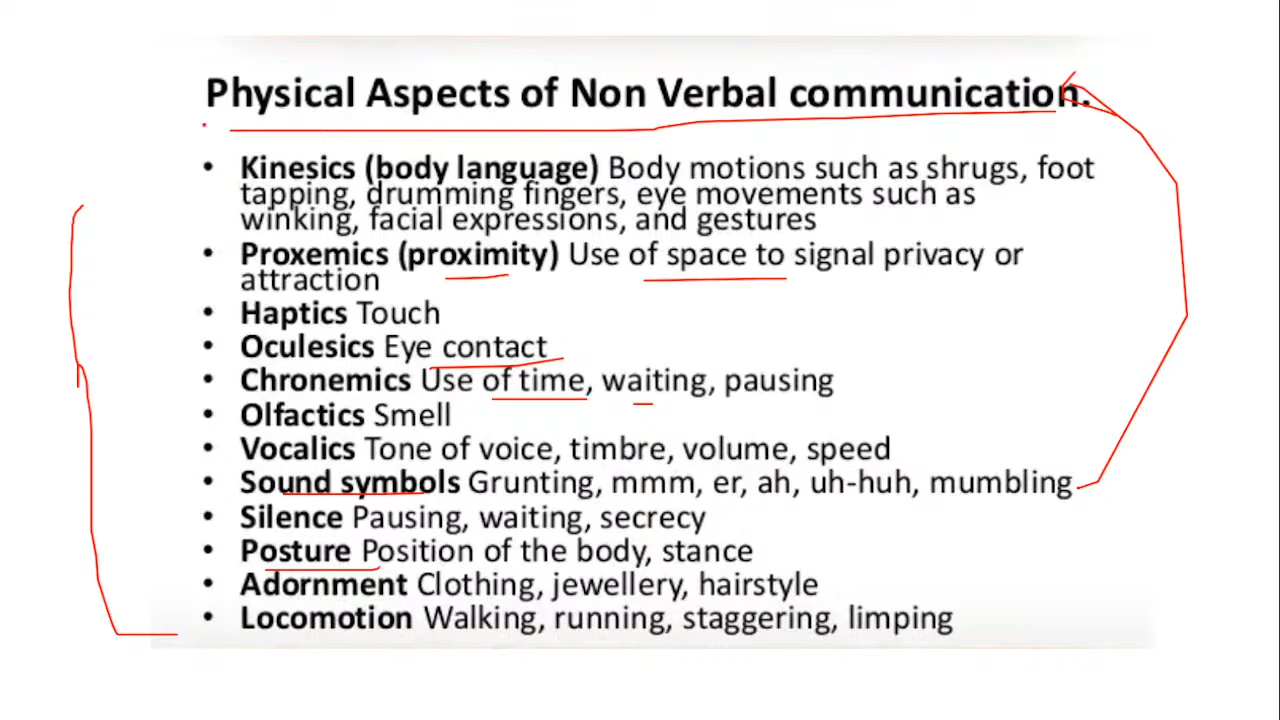 Physical Aspects of Non Verbal communication.
• Kinesics (body language) Body motions such as shrugs, foot
tapping, drumming fingers, eye movements such as
winking, facial expressions, and gestures
• Proxemics (proximity) Use of space to signal privacy or
attraction
• Haptics Touch
• Oculesics Eye contact
• Chronemics Use of time, waiting, pausing
• Olfactics Smell
• Vocalics Tone of voice, timbre, volume, speed
• Sound symbols Grunting, mmm, er, ah, uh-huh, mumbling
• Silence Pausing, waiting, secrecy
• Posture Position of the body, stance
• Adornment Clothing, jewellery, hairstyle
• Locomotion Walking, running, staggering, limping